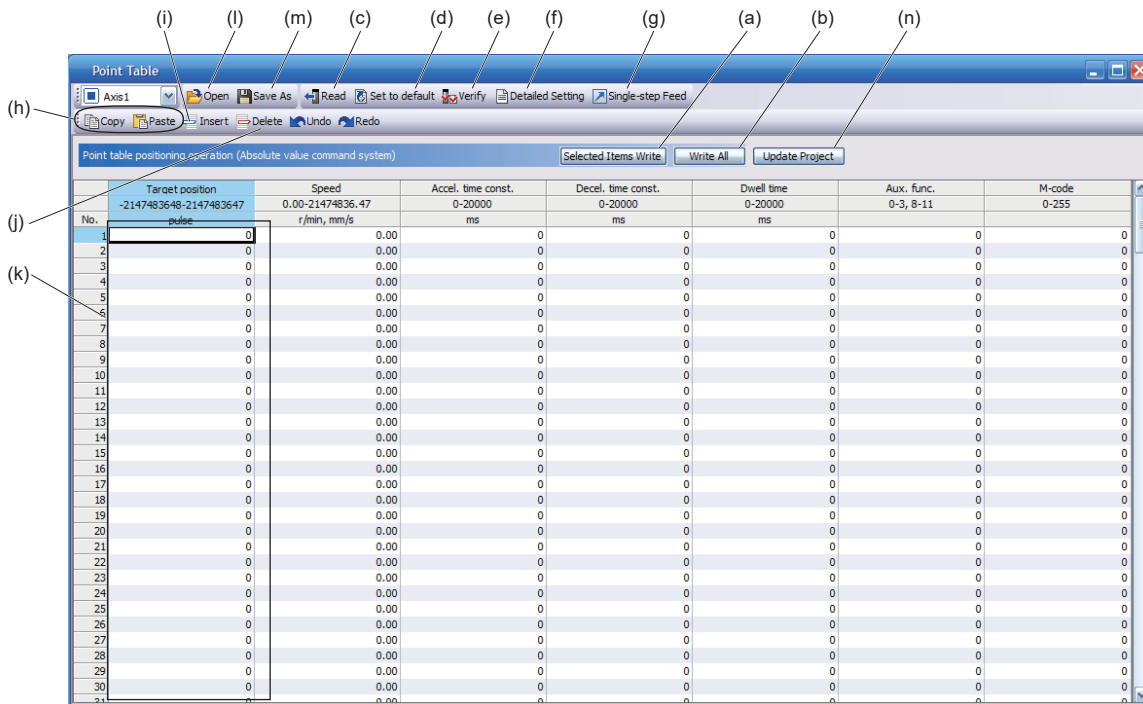 (i) (l) (m) (c) (d) (e) (f) (g) (a) (b) (n)
Point Table
(h)
Axis1 Open Save As Read Set to default Verify Detailed Setting Single-step Feed
Copy Paste Insert Delete Undo Redo
Point table positioning operation (Absolute value command system) Selected Items Write Write All Update Project
(j)
Target position Speed Accel. time const. Decel. time const. Dwell time Aux. func. M-code
-2147483648-2147483647 0.00-21474836.47 0-20000 0-20000 0-20000 0-3, 8-11 0-255
No. pulse r/min, mm/s ms ms ms
1 0 0.00 0 0 0 0 0
2 0 0.00 0 0 0 0 0
(k)
3 0 0.00 0 0 0 0 0
4 0 0.00 0 0 0 0 0
5 0 0.00 0 0 0 0 0
6 0 0.00 0 0 0 0 0
7 0 0.00 0 0 0 0 0
8 0 0.00 0 0 0 0 0
9 0 0.00 0 0 0 0 0
10 0 0.00 0 0 0 0 0
11 0 0.00 0 0 0 0 0
12 0 0.00 0 0 0 0 0
13 0 0.00 0 0 0 0 0
14 0 0.00 0 0 0 0 0
15 0 0.00 0 0 0 0 0
16 0 0.00 0 0 0 0 0
17 0 0.00 0 0 0 0 0
18 0 0.00 0 0 0 0 0
19 0 0.00 0 0 0 0 0
20 0 0.00 0 0 0 0 0
21 0 0.00 0 0 0 0 0
22 0 0.00 0 0 0 0 0
23 0 0.00 0 0 0 0 0
24 0 0.00 0 0 0 0 0
25 0 0.00 0 0 0 0 0
26 0 0.00 0 0 0 0 0
27 0 0.00 0 0 0 0 0
28 0 0.00 0 0 0 0 0
29 0 0.00 0 0 0 0 0
30 0 0.00 0 0 0 0 0